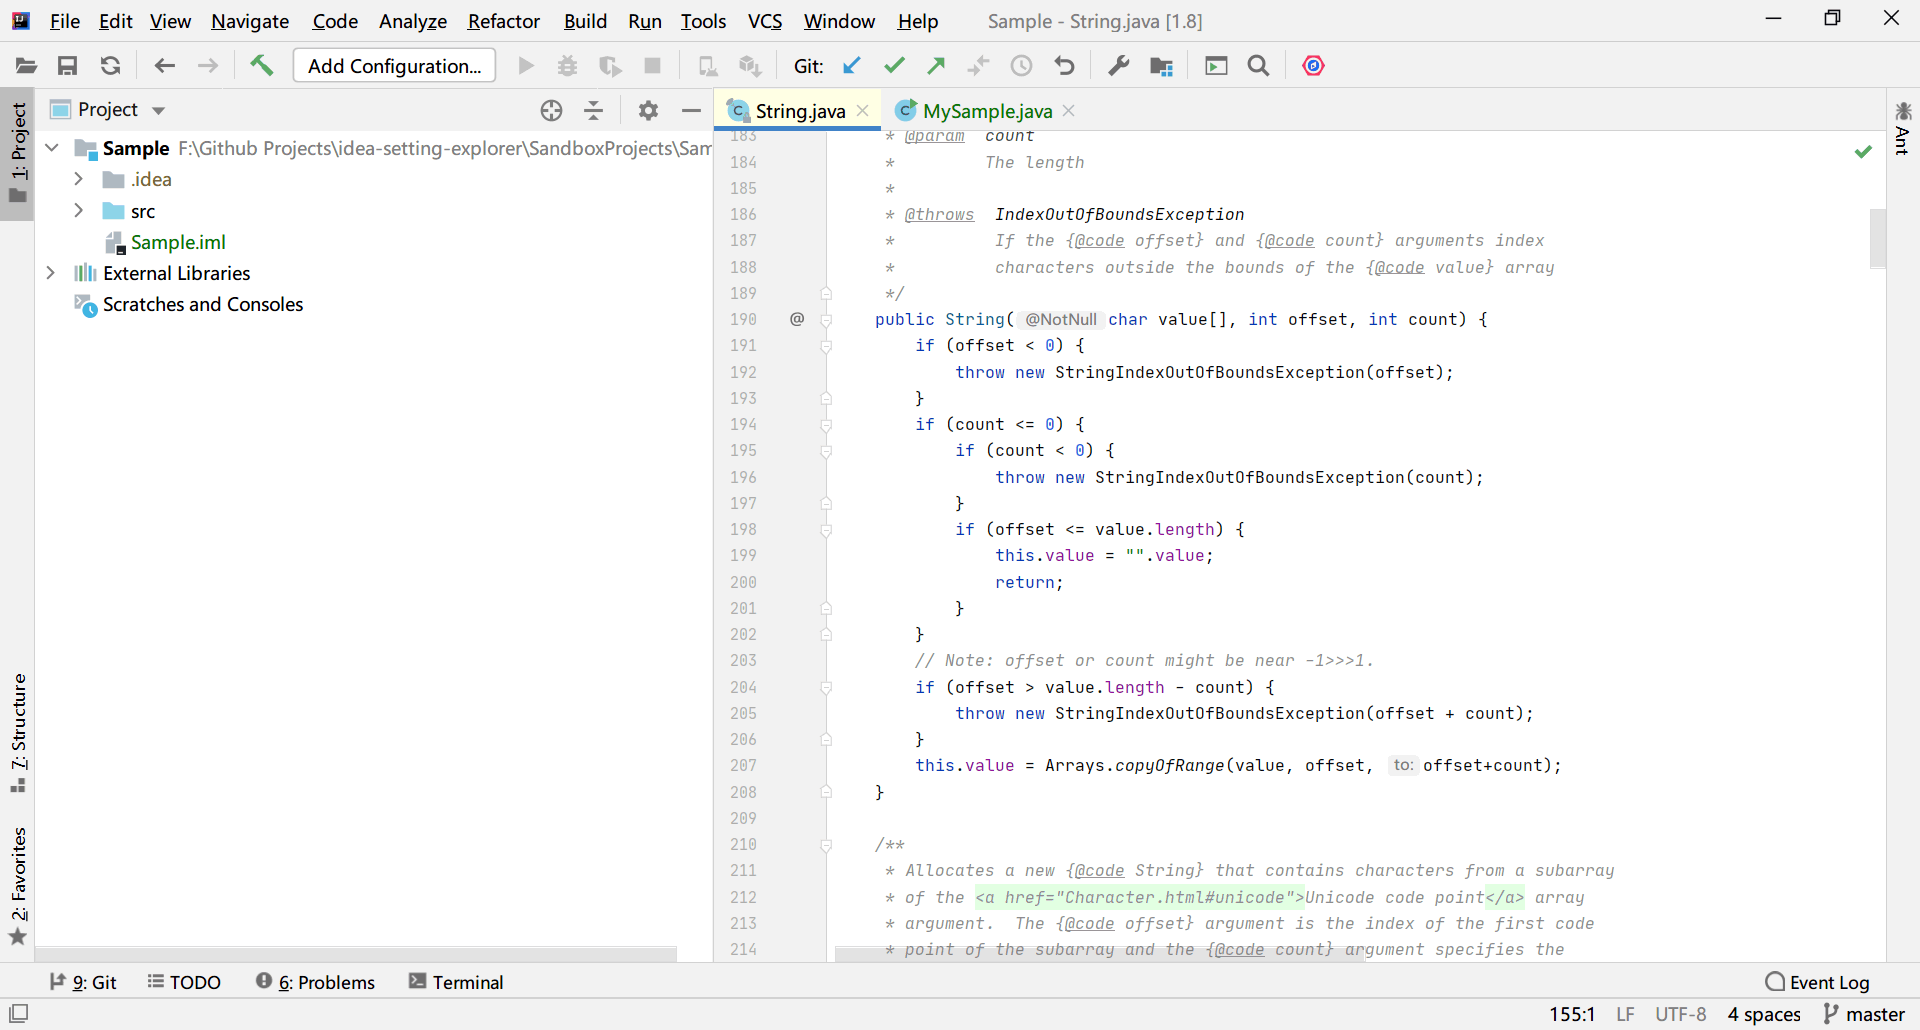 File Edit View Navigate Code Analyze Refactor Build Run Tools VCS Window Help Sample - String.java [1.8]
Add Configuration... Git:
1: Project
7: Structure
2: Favorites
Project
Sample F:\Github Projects\idea-setting-explorer\SandboxProjects\Sam
.idea
src
Sample.iml
External Libraries
Scratches and Consoles
String.java MySample.java
183 * @param count
184 * The length
185 *
186 * @throws IndexOutOfBoundsException
187 * If the {@code offset} and {@code count} arguments index
188 * characters outside the bounds of the {@code value} array
189 */
190 @ public String( @NotNull char value[], int offset, int count) {
191 if (offset < 0) {
192 throw new StringIndexOutOfBoundsException(offset);
193 }
194 if (count <= 0) {
195 if (count < 0) {
196 throw new StringIndexOutOfBoundsException(count);
197 }
198 if (offset <= value.length) {
199 this.value = "".value;
200 return;
201 }
202 }
203 // Note: offset or count might be near -1>>>1.
204 if (offset > value.length - count) {
205 throw new StringIndexOutOfBoundsException(offset + count);
206 }
207 this.value = Arrays.copyOfRange(value, offset, to: offset+count);
208 }
209
210 /**
211 * Allocates a new {@code String} that contains characters from a subarray
212 * of the <a href="Character.html#unicode">Unicode code point</a> array
213 * argument. The {@code offset} argument is the index of the first code
214 * point of the subarray and the {@code count} argument specifies the
Ant
9: Git TODO 6: Problems Terminal Event Log
155:1 LF UTF-8 4 spaces master